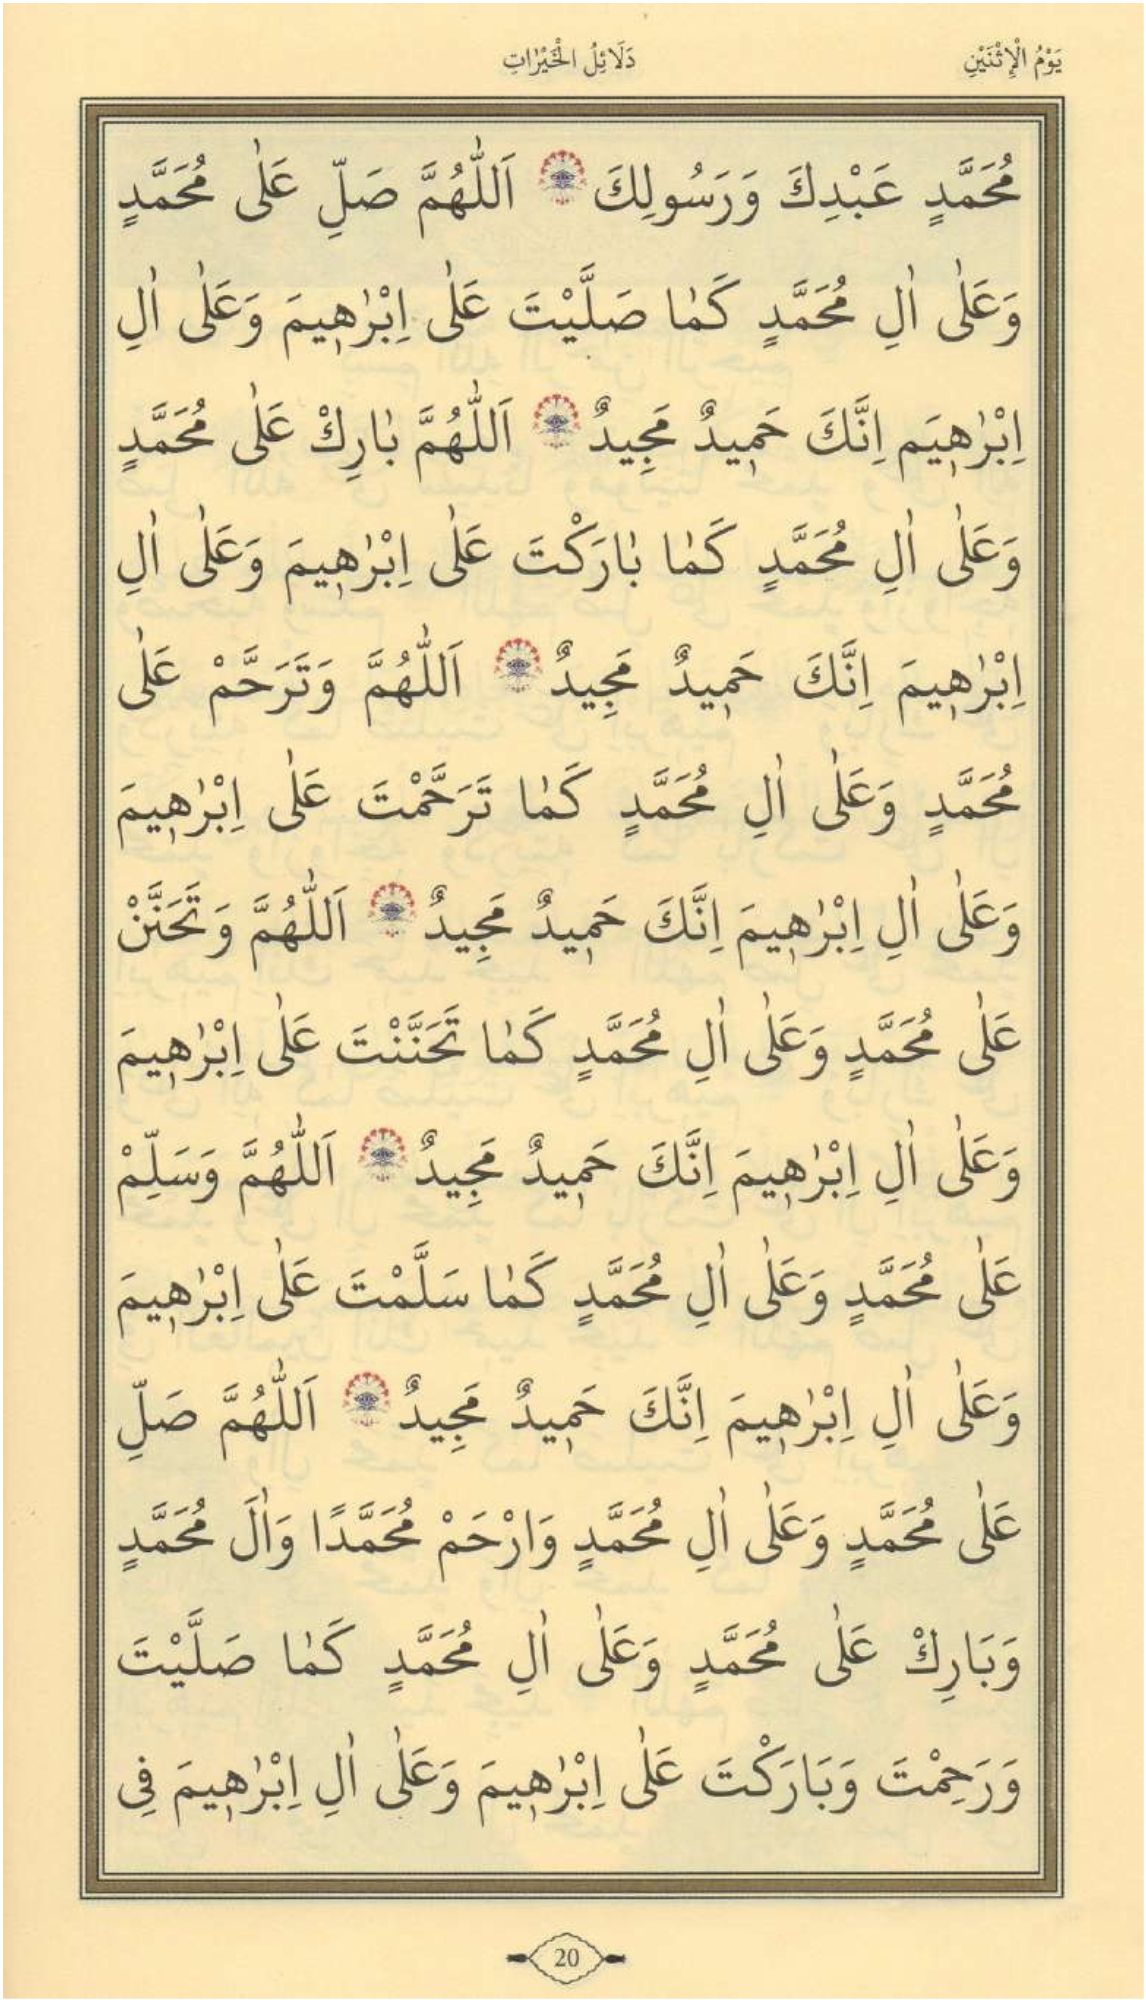 يَوْمُ الْإِثْنَيْنِ
دَلَائِلُ الْخَيْرَاتِ
مُحَمَّدٍ عَبْدِكَ وَرَسُولِكَ اَللّٰهُمَّ صَلِّ عَلٰى مُحَمَّدٍ
وَعَلٰى اٰلِ مُحَمَّدٍ كَمٰا صَلَّيْتَ عَلٰى اِبْرٰهٖيمَ وَعَلٰى اٰلِ
اِبْرٰهٖيَم اِنَّكَ حَمٖيدٌ مَجٖيدٌ اَللّٰهُمَّ بٰارِكْ عَلٰى مُحَمَّدٍ
وَعَلٰى اٰلِ مُحَمَّدٍ كَمٰا بٰارَكْتَ عَلٰى اِبْرٰهٖيمَ وَعَلٰى اٰلِ
اِبْرٰهٖيمَ اِنَّكَ حَمٖيدٌ مَجٖيدٌ اَللّٰهُمَّ وَتَرَحَّمْ عَلٰى
مُحَمَّدٍ وَعَلٰى اٰلِ مُحَمَّدٍ كَمٰا تَرَحَّمْتَ عَلٰى اِبْرٰهٖيمَ
وَعَلٰى اٰلِ اِبْرٰهٖيمَ اِنَّكَ حَمٖيدٌ مَجٖيدٌ اَللّٰهُمَّ وَتَحَنَّنْ
عَلٰى مُحَمَّدٍ وَعَلٰى اٰلِ مُحَمَّدٍ كَمٰا تَحَنَّنْتَ عَلٰى اِبْرٰهٖيمَ
وَعَلٰى اٰلِ اِبْرٰهٖيمَ اِنَّكَ حَمٖيدٌ مَجٖيدٌ اَللّٰهُمَّ وَسَلِّمْ
عَلٰى مُحَمَّدٍ وَعَلٰى اٰلِ مُحَمَّدٍ كَمٰا سَلَّمْتَ عَلٰى اِبْرٰهٖيمَ
وَعَلٰى اٰلِ اِبْرٰهٖيمَ اِنَّكَ حَمٖيدٌ مَجٖيدٌ اَللّٰهُمَّ صَلِّ
عَلٰى مُحَمَّدٍ وَعَلٰى اٰلِ مُحَمَّدٍ وَارْحَمْ مُحَمَّدًا وَاٰلَ مُحَمَّدٍ
وَبَارِكْ عَلٰى مُحَمَّدٍ وَعَلٰى اٰلِ مُحَمَّدٍ كَمٰا صَلَّيْتَ
وَرَحِمْتَ وَبَارَكْتَ عَلٰى اِبْرٰهٖيمَ وَعَلٰى اٰلِ اِبْرٰهٖيمَ فِى
20